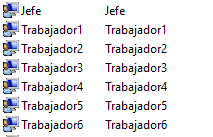 Jefe Jefe
Trabajador1 Trabajador1
Trabajador2 Trabajador2
Trabajador3 Trabajador3
Trabajador4 Trabajador4
Trabajador5 Trabajador5
Trabajador6 Trabajador6